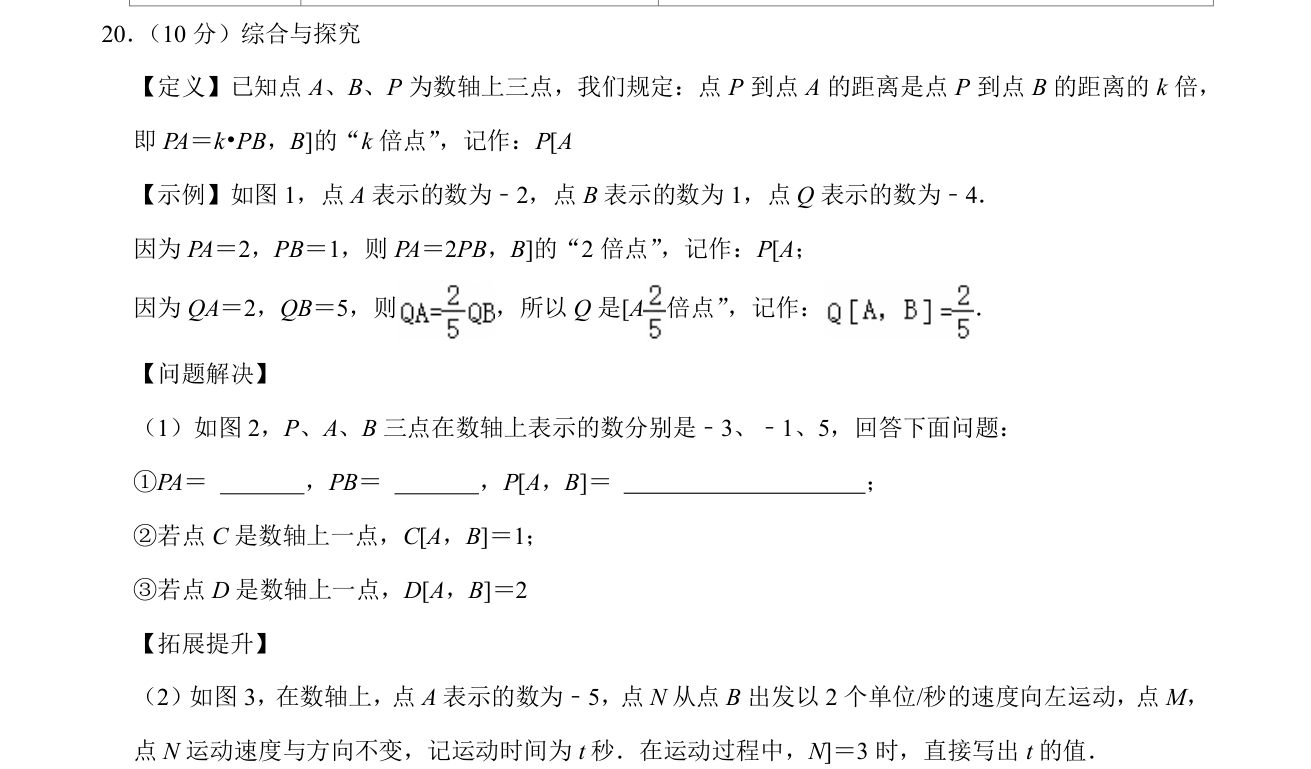 20.（10 分）综合与探究
【定义】已知点 A、B、P 为数轴上三点，我们规定：点 P 到点 A 的距离是点 P 到点 B 的距离的 k 倍，
即 PA＝k•PB，B]的“k 倍点”，记作：P[A
【示例】如图 1，点 A 表示的数为﹣2，点 B 表示的数为 1，点 Q 表示的数为﹣4．
因为 PA＝2，PB＝1，则 PA＝2PB，B]的“2 倍点”，记作：P[A；
因为 QA＝2，QB＝5，则QA=2/5QB，所以 Q 是[A2/5倍点”，记作：Q[A，B]=2/5．
【问题解决】
（1）如图 2，P、A、B 三点在数轴上表示的数分别是﹣3、﹣1、5，回答下面问题：
①PA＝ _______，PB＝ _______，P[A，B]＝ ____________________；
②若点 C 是数轴上一点，C[A，B]＝1；
③若点 D 是数轴上一点，D[A，B]＝2
【拓展提升】
（2）如图 3，在数轴上，点 A 表示的数为﹣5，点 N 从点 B 出发以 2 个单位/秒的速度向左运动，点 M，
点 N 运动速度与方向不变，记运动时间为 t 秒．在运动过程中，N]＝3 时，直接写出 t 的值．